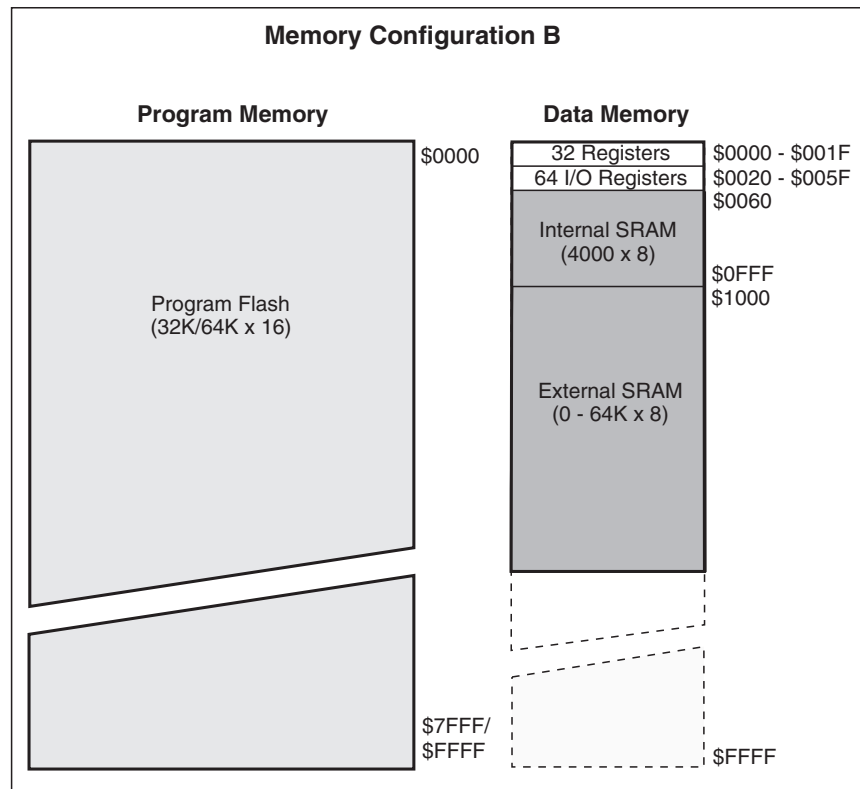 Memory Configuration B
Program Memory
$0000
Program Flash
(32K/64K x 16)
$7FFF/
$FFFF
Data Memory
32 Registers
$0000 - $001F
64 I/O Registers
$0020 - $005F
$0060
Internal SRAM
(4000 x 8)
$0FFF
$1000
External SRAM
(0 - 64K x 8)
$FFFF